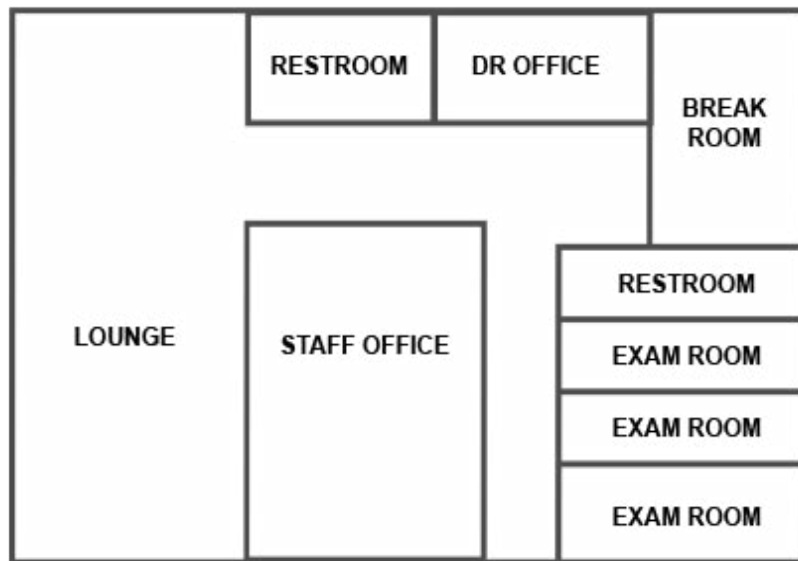 RESTROOM
DR OFFICE
BREAK
ROOM
RESTROOM
LOUNGE
STAFF OFFICE
EXAM ROOM
EXAM ROOM
EXAM ROOM